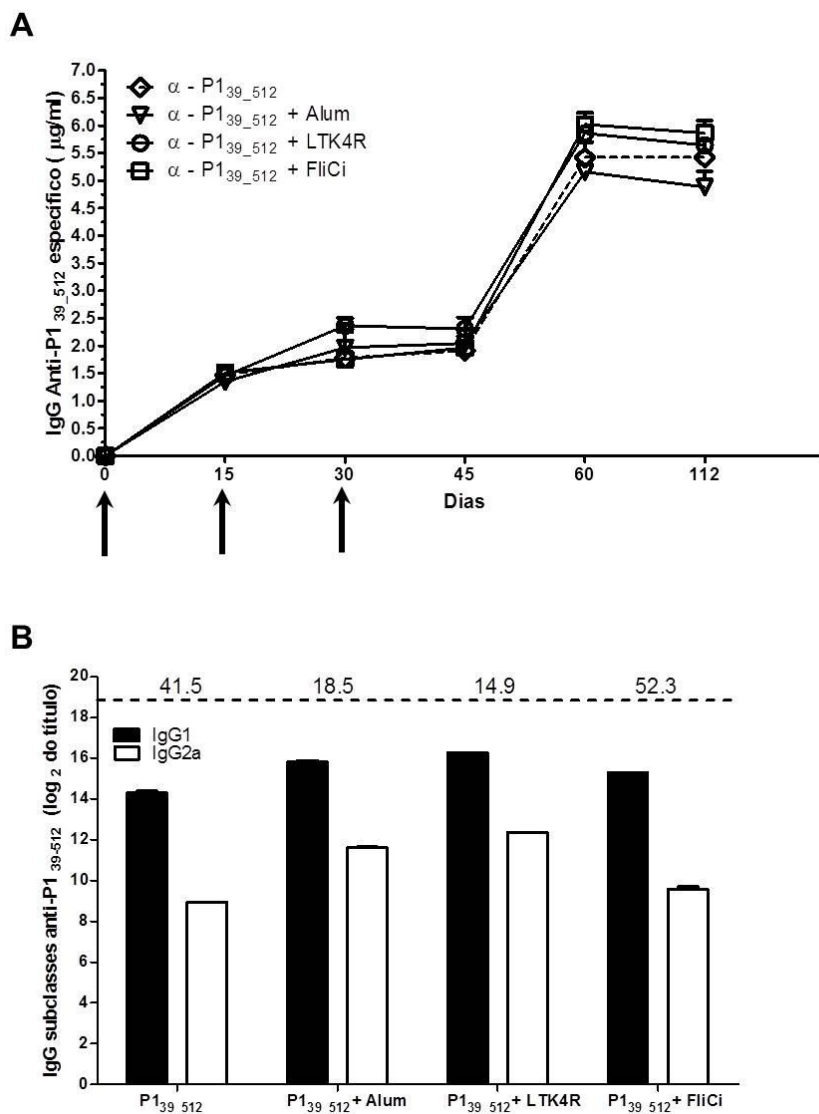 A
α - P1 39_512
α - P1 39_512 + Alum
α - P1 39_512 + LTK4R
α - P1 39_512 + FliCi
IgG Anti-P1 39_512 específico ( µg/ml)
7.0
6.5
6.0
5.5
5.0
4.5
4.0
3.5
3.0
2.5
2.0
1.5
1.0
0.5
0.0
0 15 30 45 60 112
Dias
B
IgG subclasses anti-P1 39-512 (log 2 do título)
20
18
16
14
12
10
8
6
4
2
0
41.5 18.5 14.9 52.3
IgG1
IgG2a
P1 39_512 P1 39_512 + Alum P1 39_512 + LTK4R P1 39_512 + FliCi